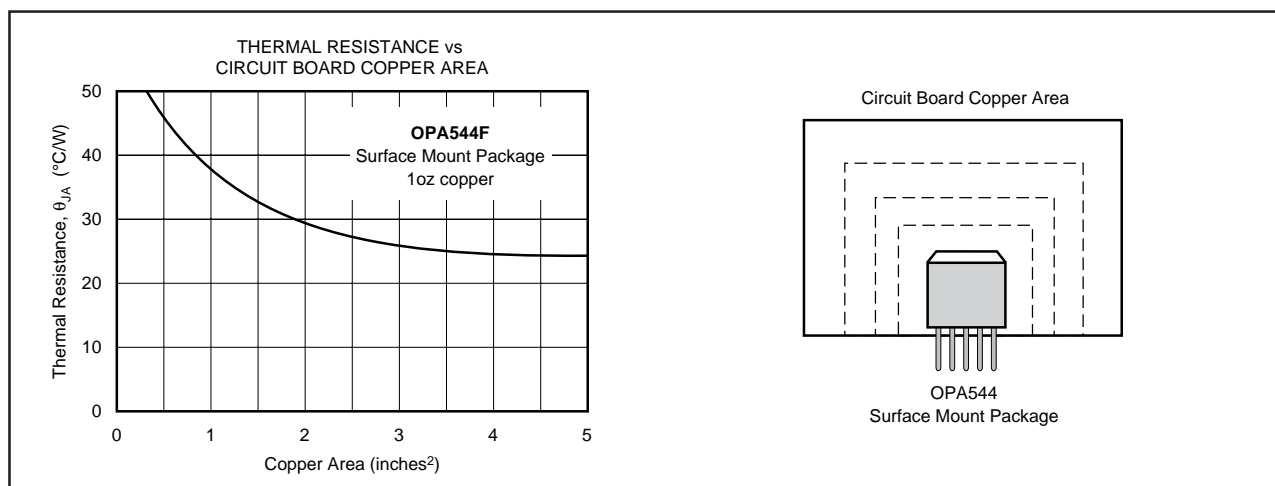 THERMAL RESISTANCE vs
CIRCUIT BOARD COPPER AREA
50
40
30
20
10
0
Thermal Resistance, θJA (°C/W)
OPA544F
Surface Mount Package
1oz copper
0 1 2 3 4 5
Copper Area (inches²)
Circuit Board Copper Area
OPA544
Surface Mount Package